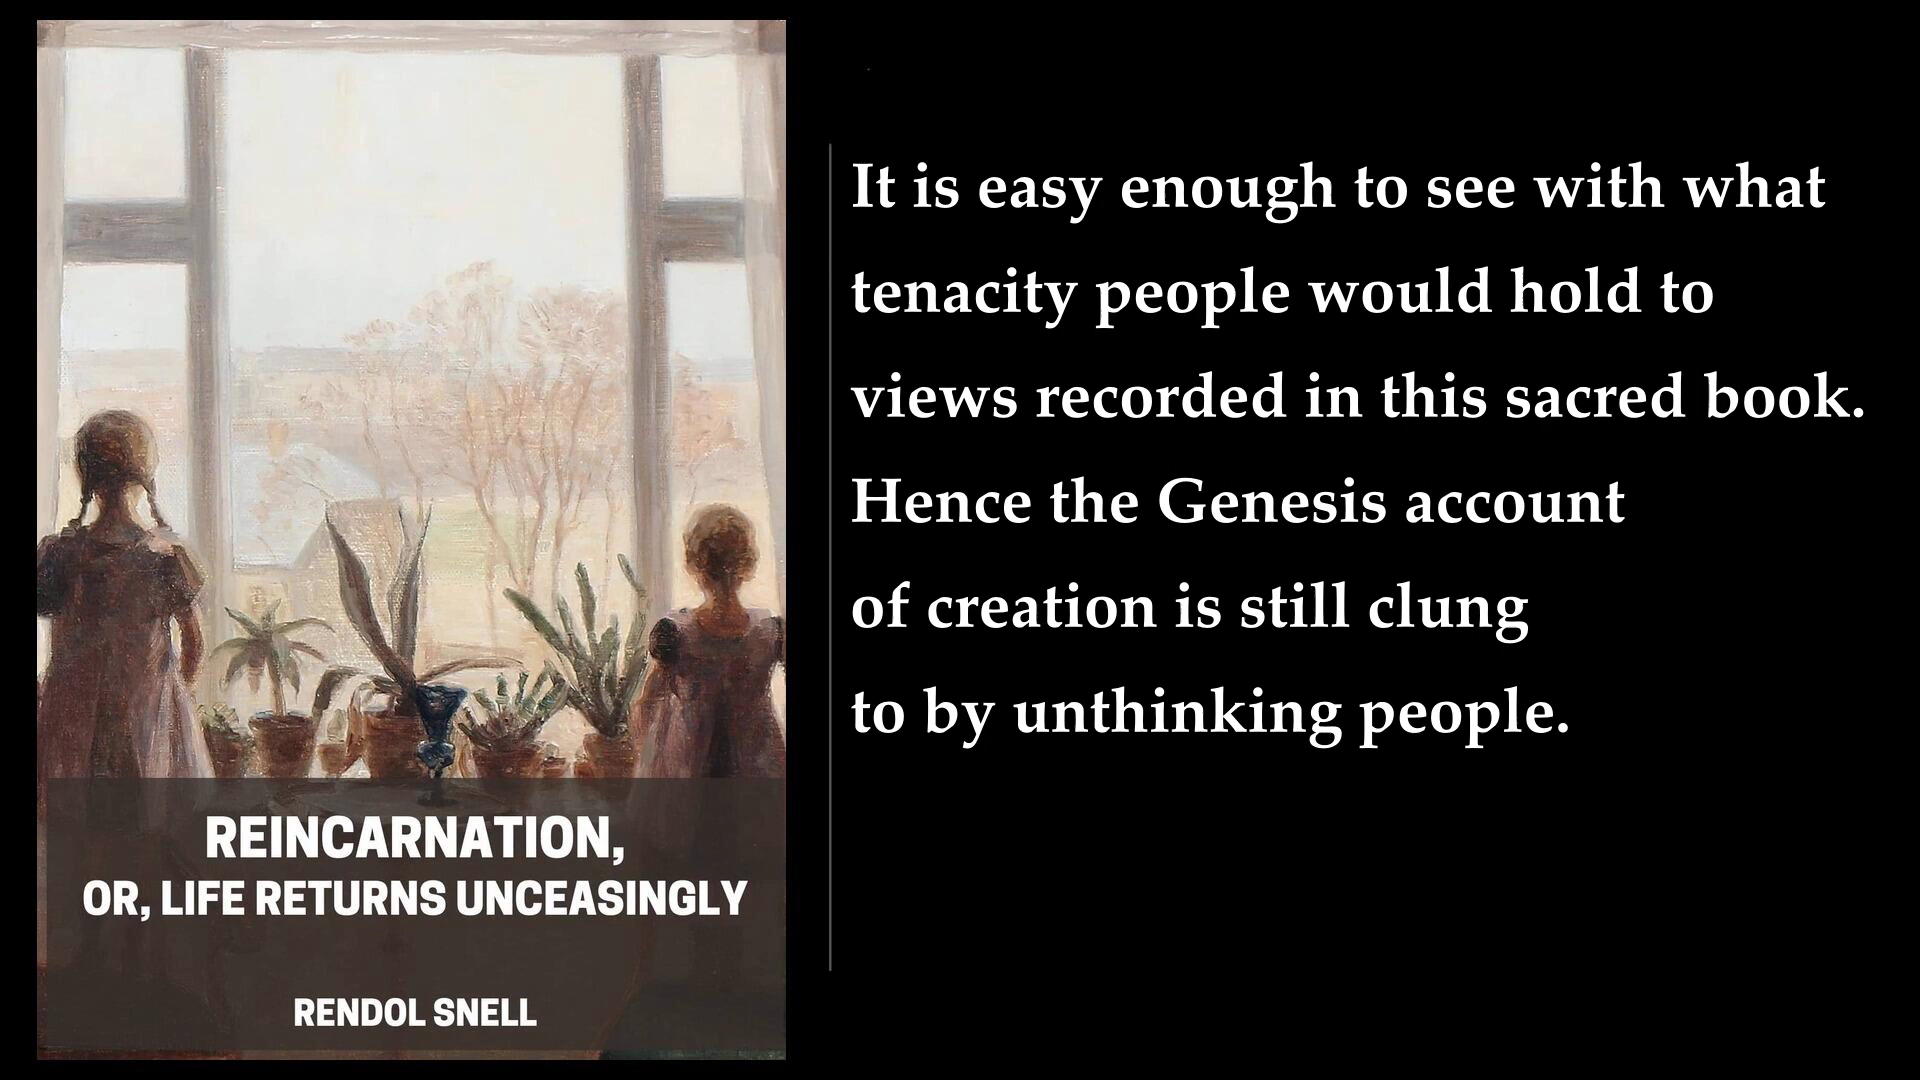 It is easy enough to see with what
tenacity people would hold to
views recorded in this sacred book.
Hence the Genesis account
of creation is still clung
to by unthinking people.
REINCARNATION,
OR, LIFE RETURNS UNCEASINGLY
RENDOL SNELL